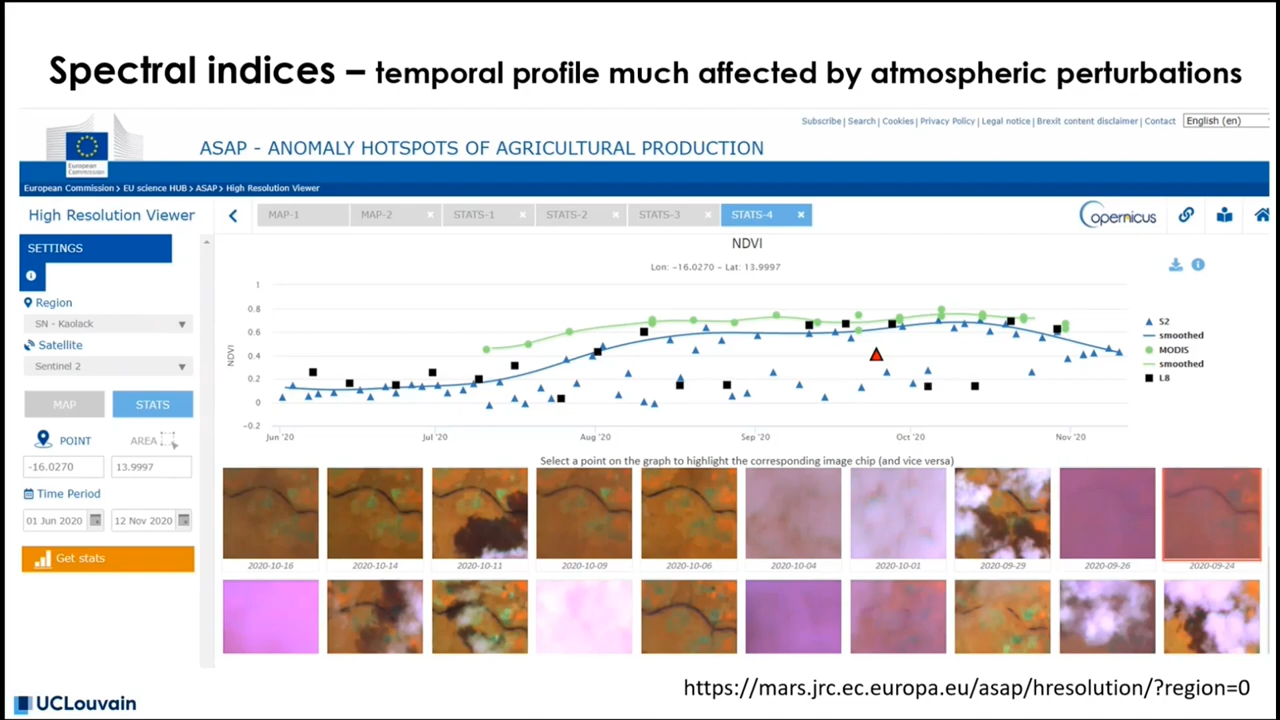 Spectral indices – temporal profile much affected by atmospheric perturbations
Subscribe | Search | Cookies | Privacy Policy | Legal notice | Brexit content disclaimer | Contact
English (en)
European
Commission
ASAP - ANOMALY HOTSPOTS OF AGRICULTURAL PRODUCTION
European Commission > EU science HUB > ASAP > High Resolution Viewer
High Resolution Viewer
MAP-1
MAP-2 ×
STATS-1 ×
STATS-2 ×
STATS-3 ×
STATS-4 ×
opernicus
SETTINGS
Region
SN - Kaolack
Satellite
Sentinel 2
MAP
STATS
POINT
AREA
-16.0270
13.9997
Time Period
01 Jun 2020
12 Nov 2020
Get stats
NDVI
Lon: -16.0270 - Lat: 13.9997
NDVI
1
0.8
0.6
0.4
0.2
0
-0.2
Jun '20
Jul '20
Aug '20
Sep '20
Oct '20
Nov '20
S2
smoothed
MODIS
smoothed
L8
Select a point on the graph to highlight the corresponding image chip (and vice versa)
2020-10-16
2020-10-14
2020-10-11
2020-10-09
2020-10-06
2020-10-04
2020-10-01
2020-09-29
2020-09-26
2020-09-24
https://mars.jrc.ec.europa.eu/asap/hresolution/?region=0
UCLouvain